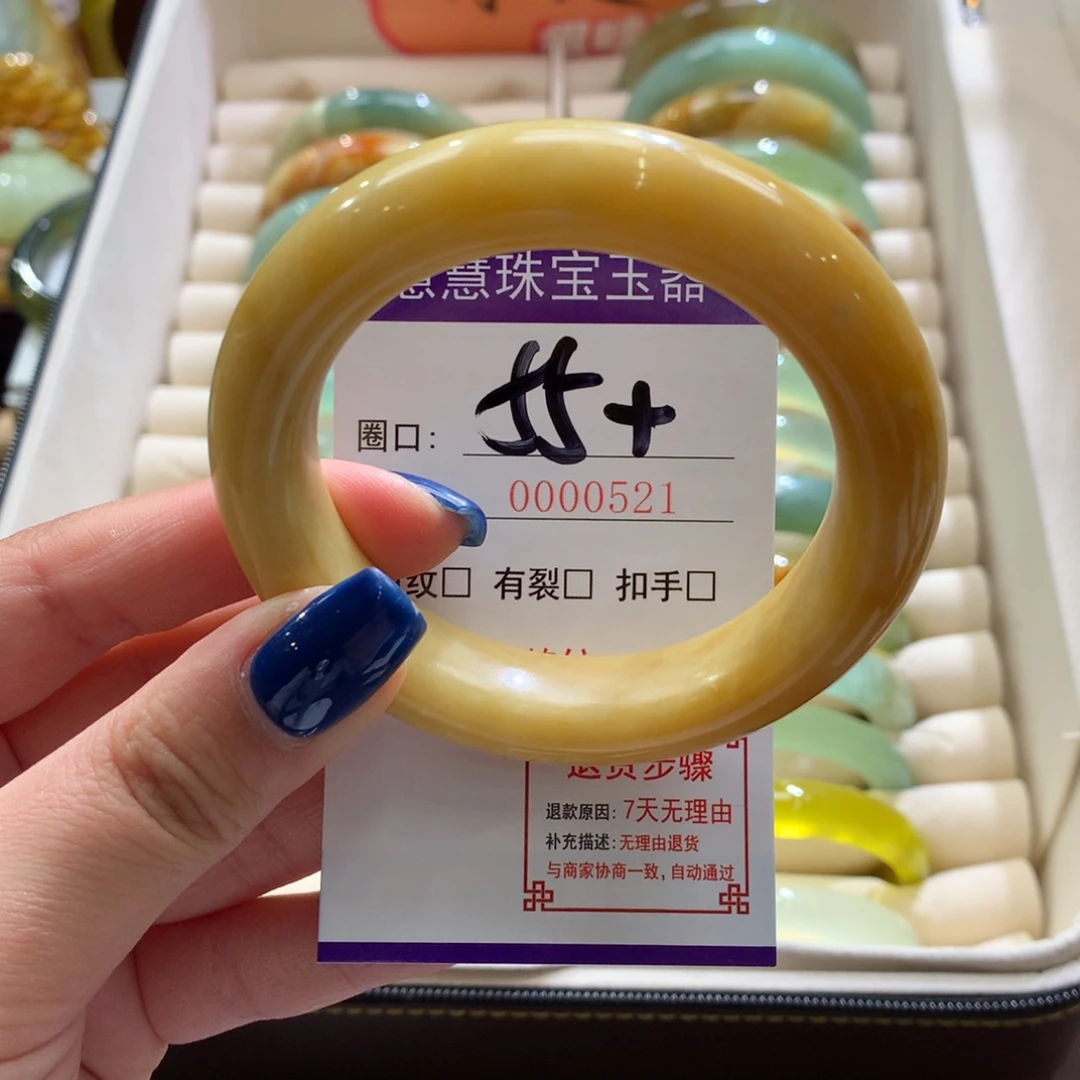 慧珠宝玉器
圈口: 55+
0000521
纹□ 有裂□ 扣手□
退货步骤
退款原因: 7天无理由
补充描述: 无理由退货
与商家协商一致, 自动通过